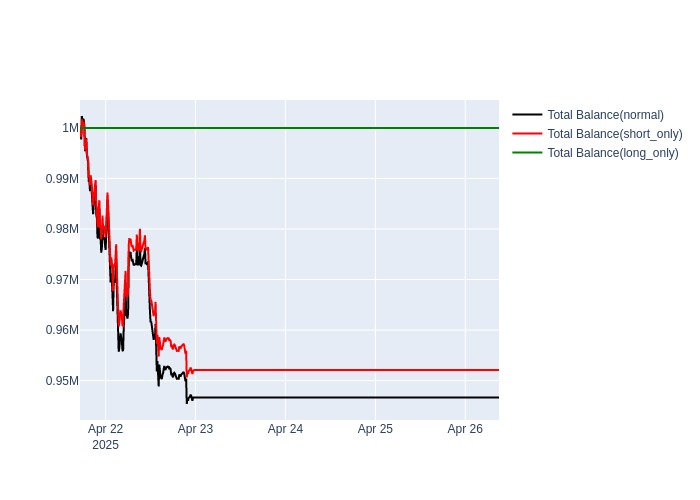 1M
0.99M
0.98M
0.97M
0.96M
0.95M
Apr 22
2025
Apr 23
Apr 24
Apr 25
Apr 26
Total Balance(normal)
Total Balance(short_only)
Total Balance(long_only)